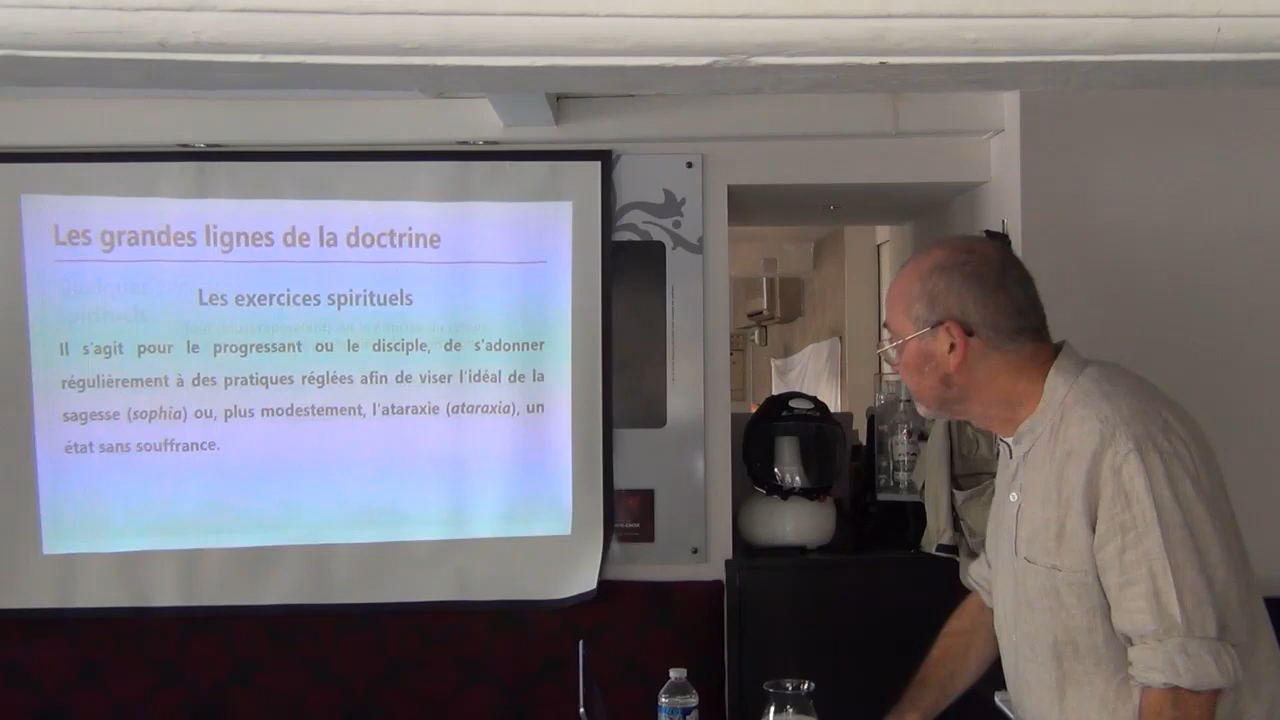 Les grandes lignes de la doctrine
Les exercices spirituels
Il s'agit pour le progressant ou le disciple, de s'adonner
régulièrement à des pratiques réglées afin de viser l'idéal de la
sagesse (sophia) ou, plus modestement, l'ataraxie (ataraxia), un
état sans souffrance.